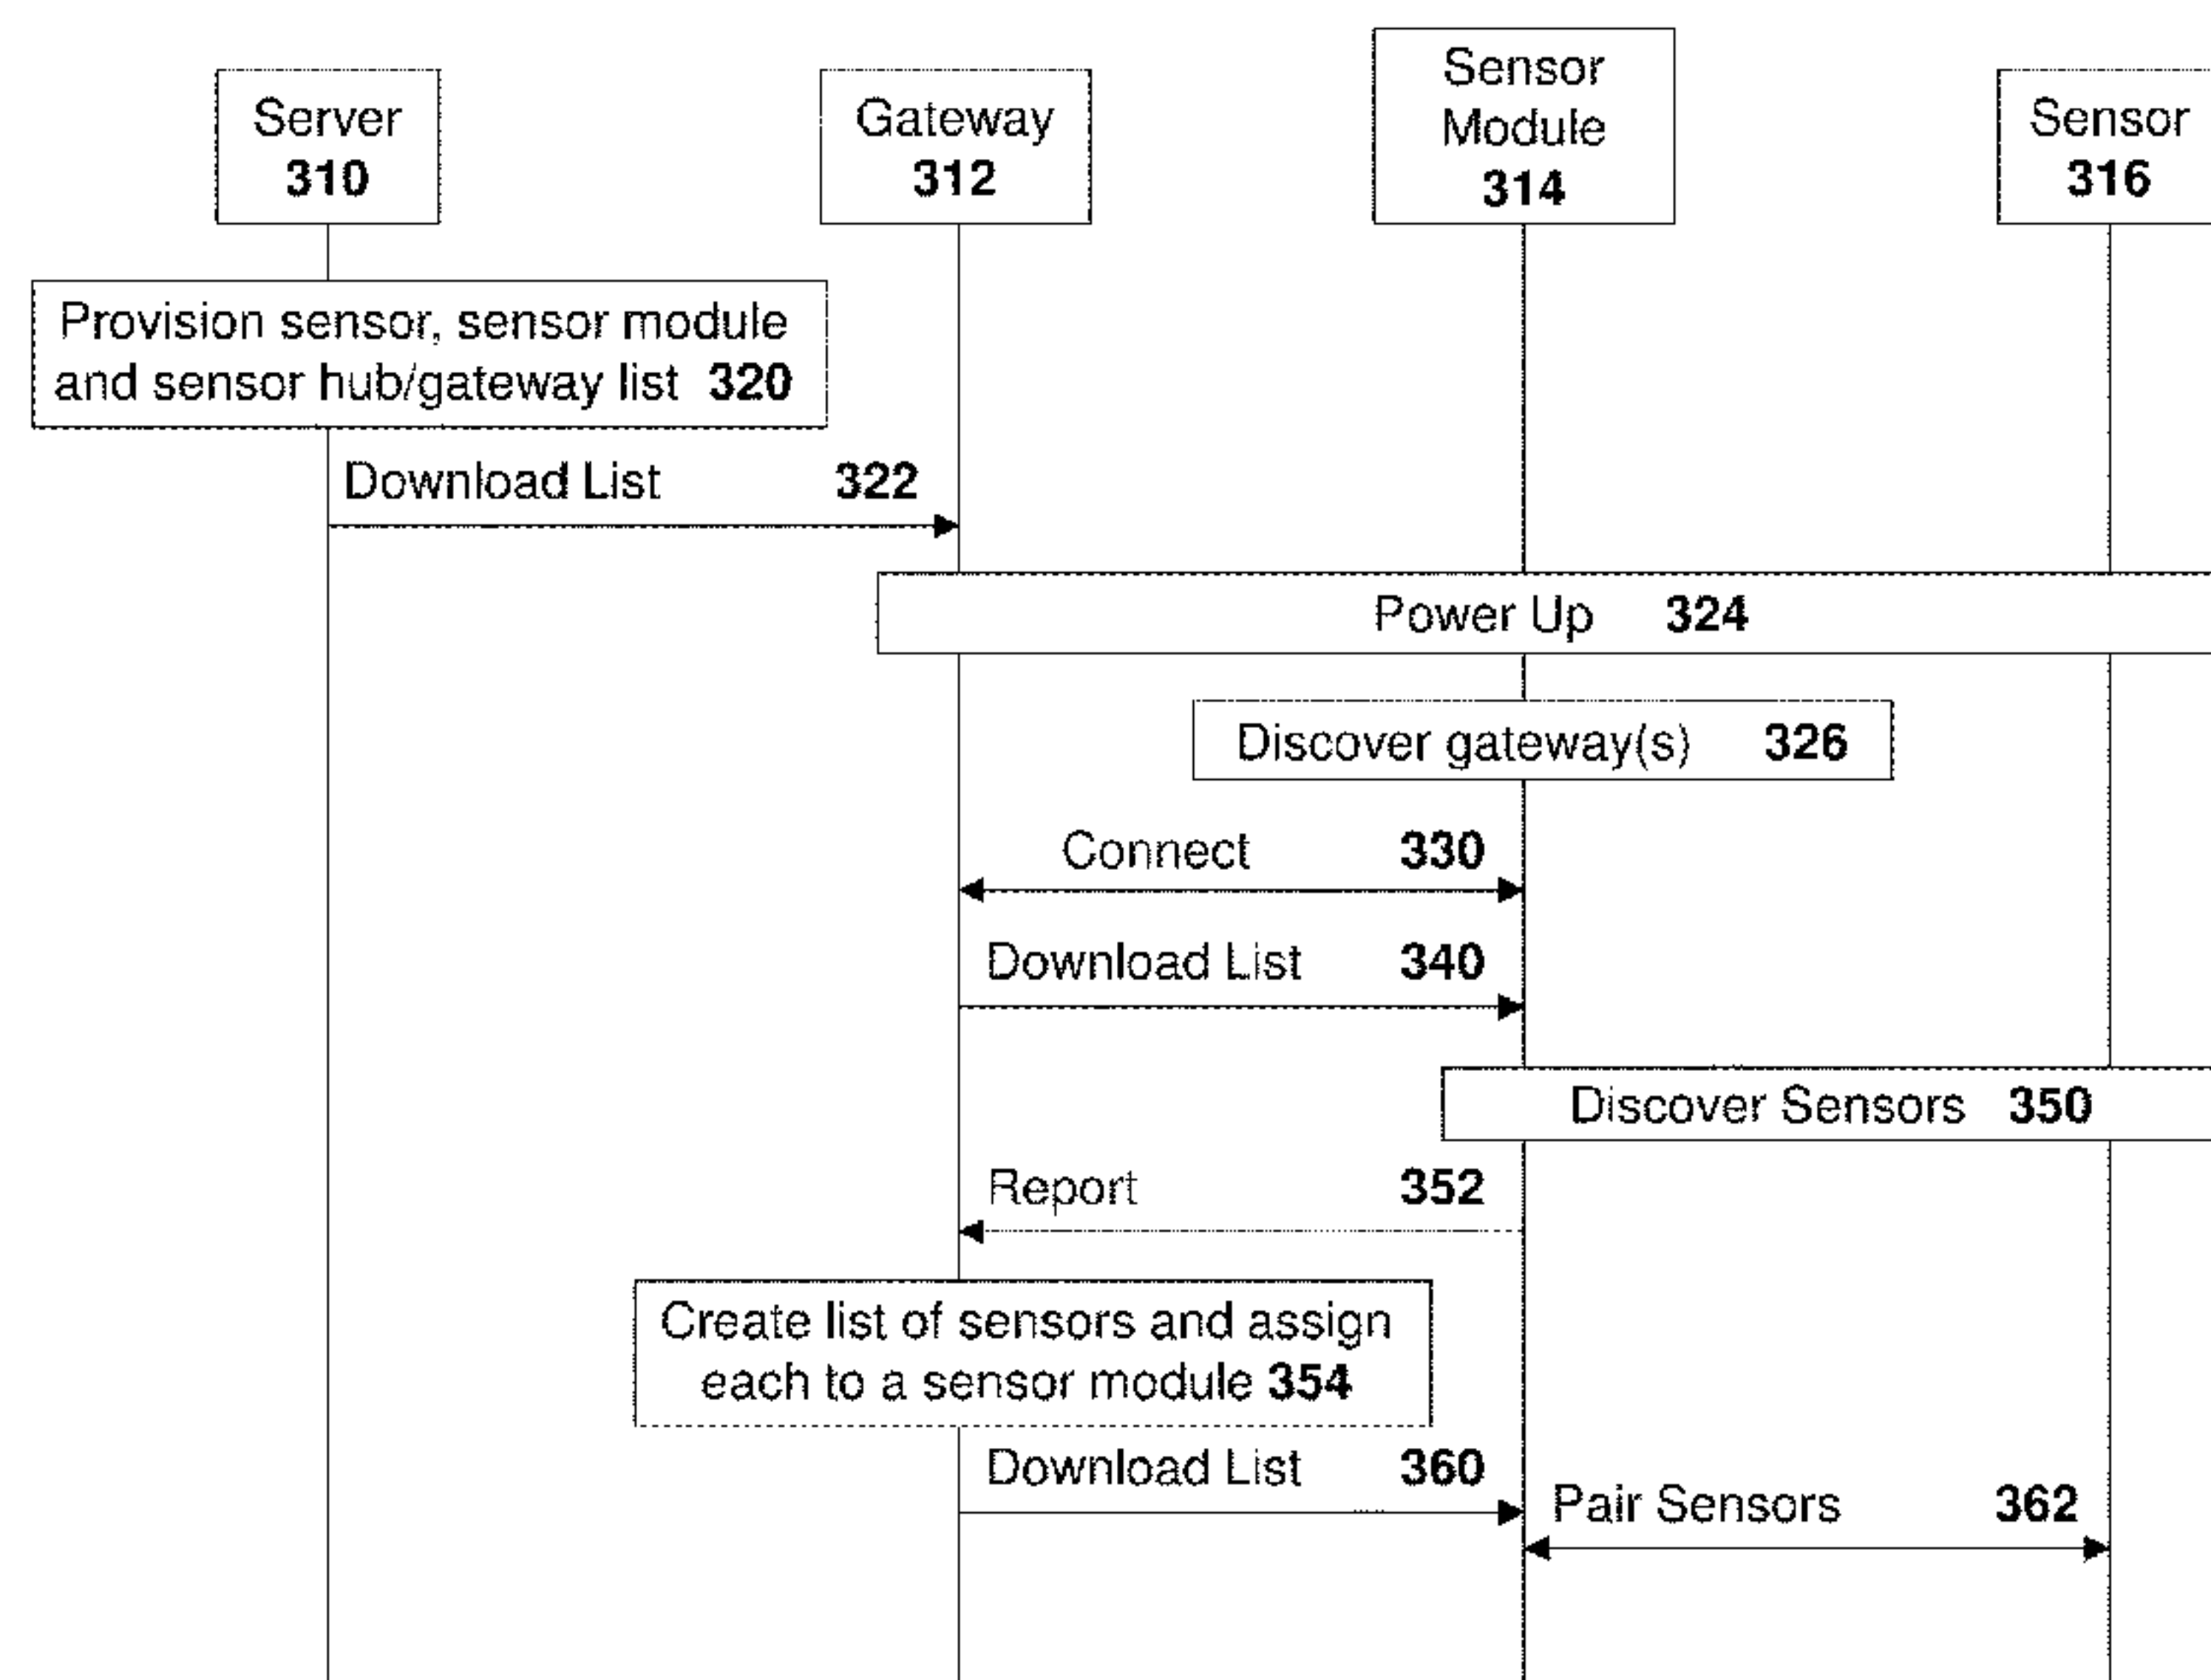 Server
310
Gateway
312
Sensor
Module
314
Sensor
316
Provision sensor, sensor module
and sensor hub/gateway list 320
Download List 322
Power Up 324
Discover gateway(s) 326
Connect 330
Download List 340
Discover Sensors 350
Report 352
Create list of sensors and assign
each to a sensor module 354
Download List 360
Pair Sensors 362